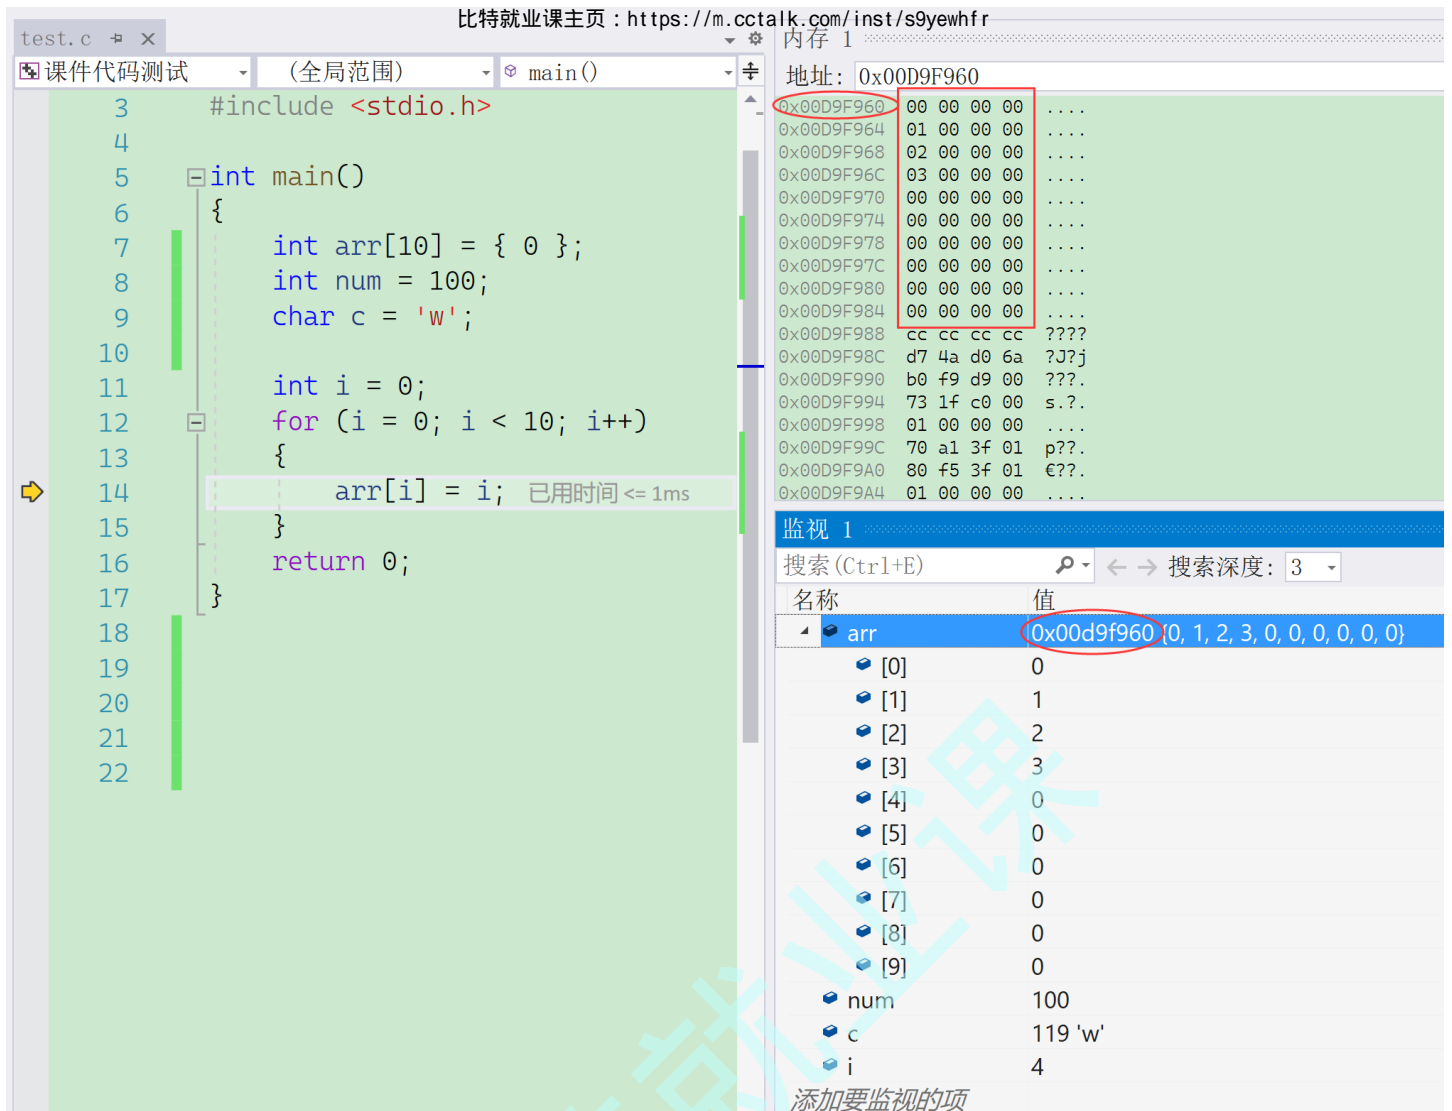 比特就业课主页：https://m.cctalk.com/inst/s9yewhfr
test.c
课件代码测试 (全局范围) main()
3 #include <stdio.h>
4
5 int main()
6 {
7 int arr[10] = { 0 };
8 int num = 100;
9 char c = 'w';
10
11 int i = 0;
12 for (i = 0; i < 10; i++)
13 {
14 arr[i] = i; 已用时间 <= 1ms
15 }
16 return 0;
17 }
18
19
20
21
22
内存 1
地址: 0x00D9F960
0x00D9F960 00 00 00 00 ....
0x00D9F964 01 00 00 00 ....
0x00D9F968 02 00 00 00 ....
0x00D9F96C 03 00 00 00 ....
0x00D9F970 00 00 00 00 ....
0x00D9F974 00 00 00 00 ....
0x00D9F978 00 00 00 00 ....
0x00D9F97C 00 00 00 00 ....
0x00D9F980 00 00 00 00 ....
0x00D9F984 00 00 00 00 ....
0x00D9F988 cc cc cc cc ????
0x00D9F98C d7 4a d0 6a ?J?j
0x00D9F990 b0 f9 d9 00 ???.
0x00D9F994 73 1f c0 00 s.?.
0x00D9F998 01 00 00 00 ....
0x00D9F99C 70 a1 3f 01 p??.
0x00D9F9A0 80 f5 3f 01 €??.
0x00D9F9A4 01 00 00 00 ....
监视 1
搜索(Ctrl+E) 搜索深度: 3
名称 值
arr 0x00d9f960 {0, 1, 2, 3, 0, 0, 0, 0, 0, 0}
[0] 0
[1] 1
[2] 2
[3] 3
[4] 0
[5] 0
[6] 0
[7] 0
[8] 0
[9] 0
num 100
c 119 'w'
i 4
添加要监视的项
就业课